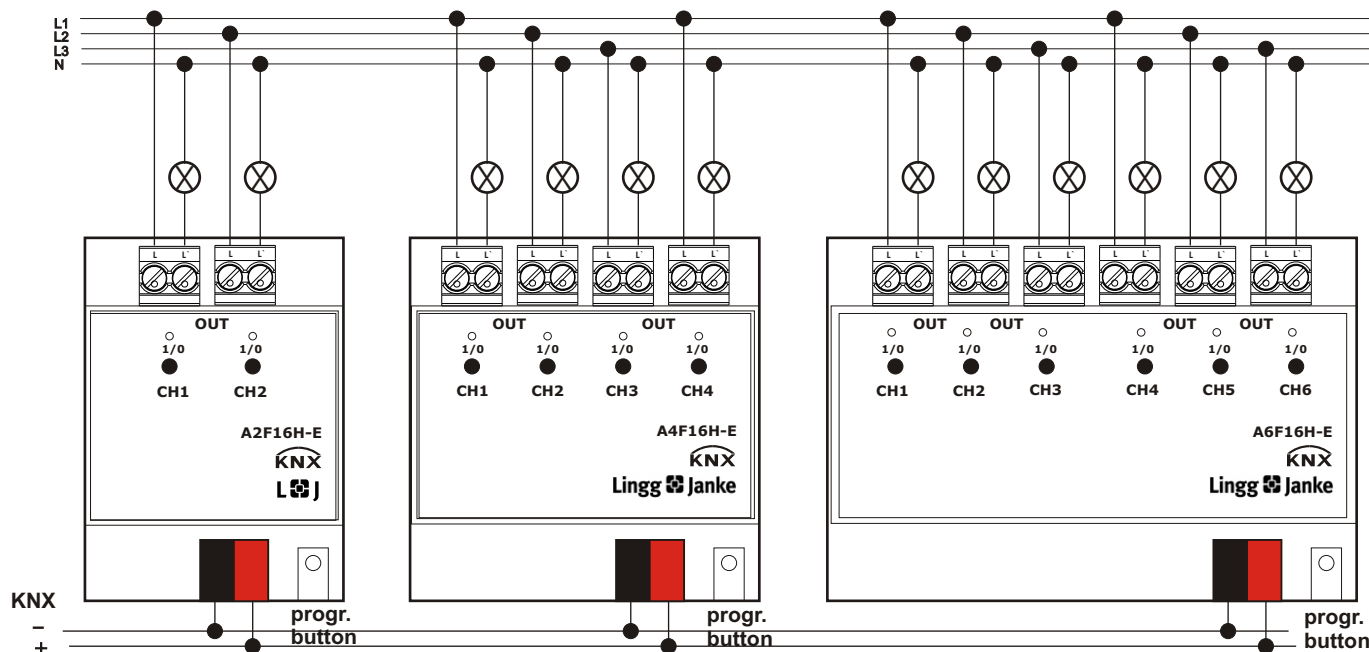 L1
L2
L3
N
L L` L L`
L L` L L` L L` L L`
L L` L L` L L` L L` L L` L L`
OUT
1/0 1/0
CH1 CH2
A2F16H-E
KNX
L J
OUT OUT
1/0 1/0 1/0 1/0
CH1 CH2 CH3 CH4
A4F16H-E
KNX
Lingg Janke
OUT OUT OUT OUT
1/0 1/0 1/0 1/0 1/0 1/0
CH1 CH2 CH3 CH4 CH5 CH6
A6F16H-E
KNX
Lingg Janke
KNX
–
+
progr.
button
progr.
button
progr.
button